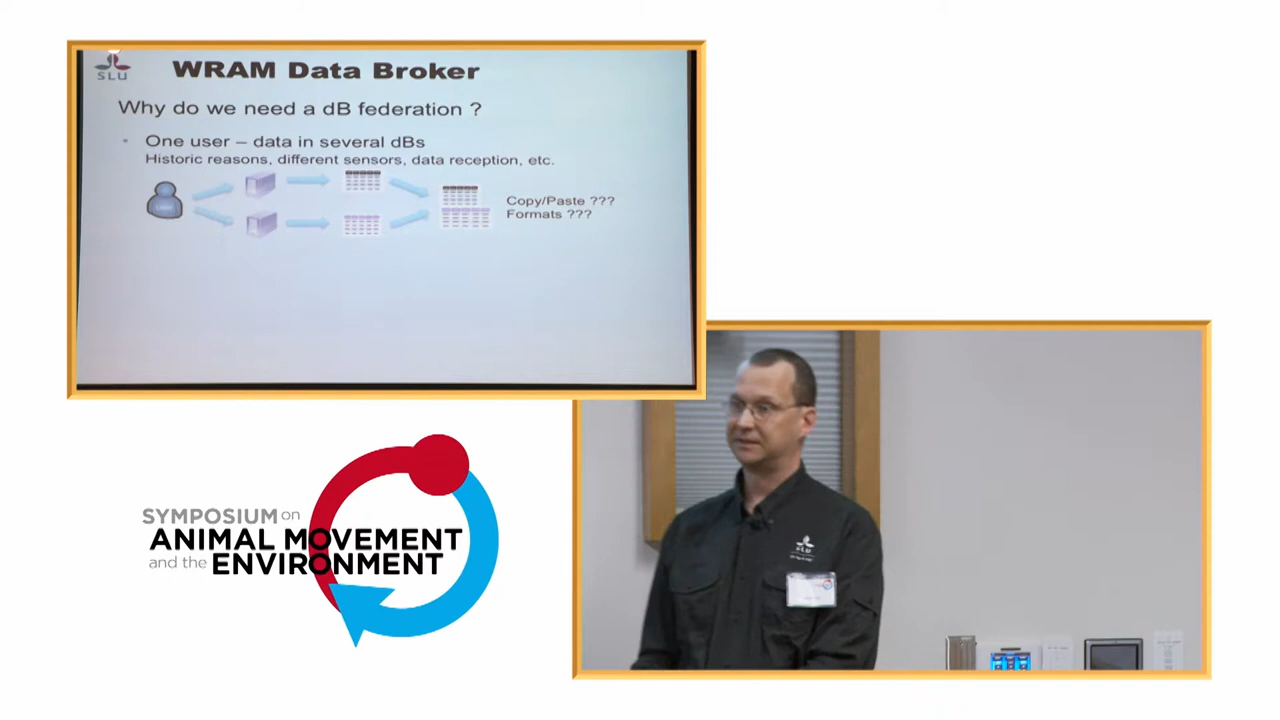 SLU
WRAM Data Broker
Why do we need a dB federation ?
• One user – data in several dBs
Historic reasons, different sensors, data reception, etc.
Copy/Paste ???
Formats ???
SYMPOSIUM on
ANIMAL MOVEMENT
and the ENVIRONMENT
SLU